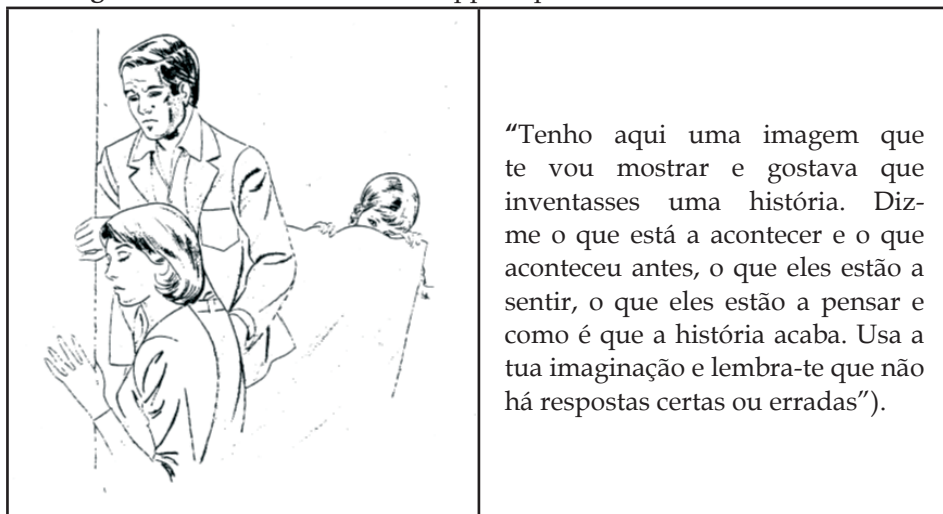 “Tenho aqui uma imagem que
te vou mostrar e gostava que
inventasses uma história. Diz-
me o que está a acontecer e o que
aconteceu antes, o que eles estão a
sentir, o que eles estão a pensar e
como é que a história acaba. Usa a
tua imaginação e lembra-te que não
há respostas certas ou erradas”).